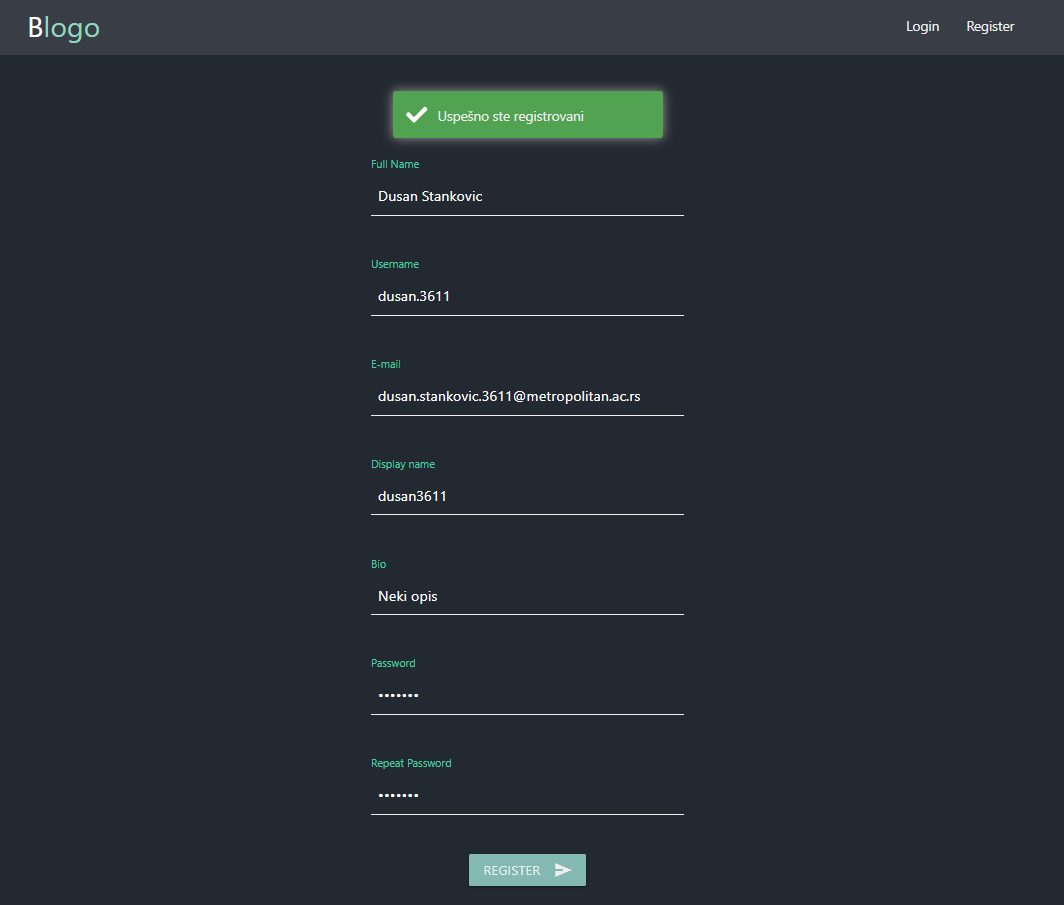 Blogo
Login Register
Uspešno ste registrovani
Full Name
Dusan Stankovic
Username
dusan.3611
E-mail
dusan.stankovic.3611@metropolitan.ac.rs
Display name
dusan3611
Bio
Neki opis
Password
•••••••
Repeat Password
•••••••
REGISTER